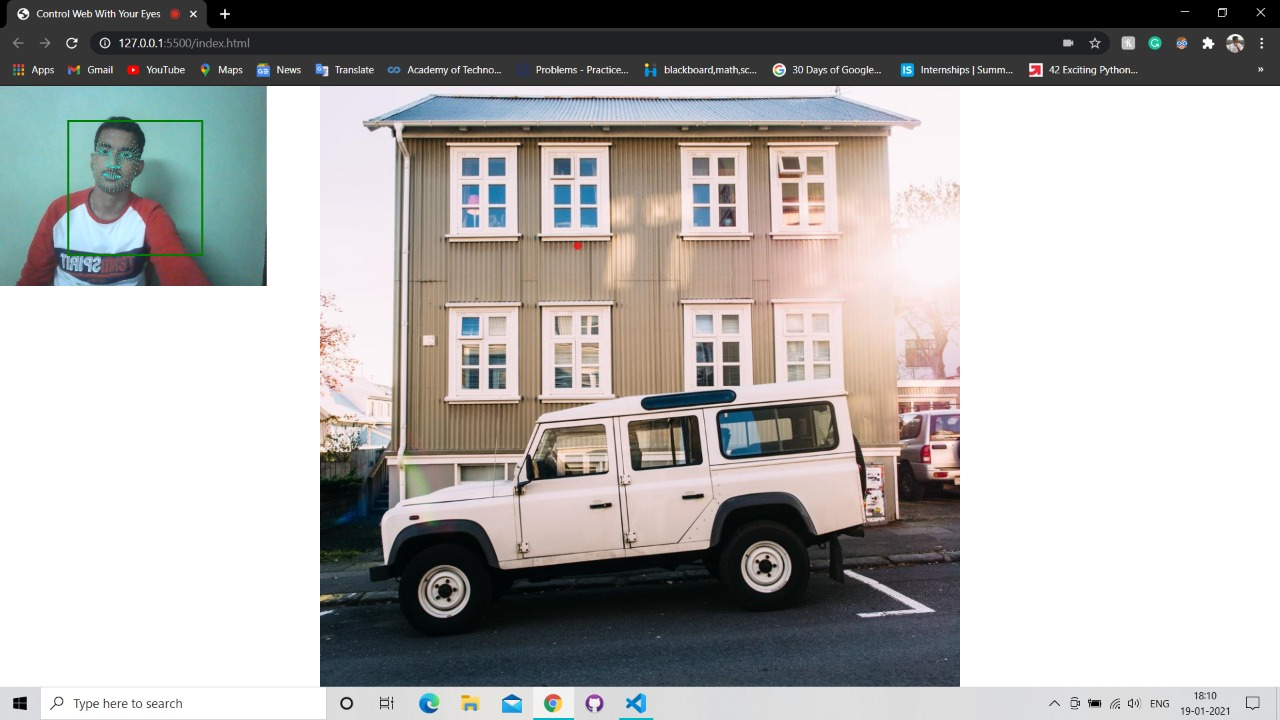 Control Web With Your Eyes
127.0.0.1:5500/index.html
Apps
Gmail
YouTube
Maps
News
Translate
Academy of Techno...
Problems - Practice...
blackboard,math,sc...
30 Days of Google...
Internships | Summ...
42 Exciting Python...
»
Type here to search
ENG
18:10
19-01-2021